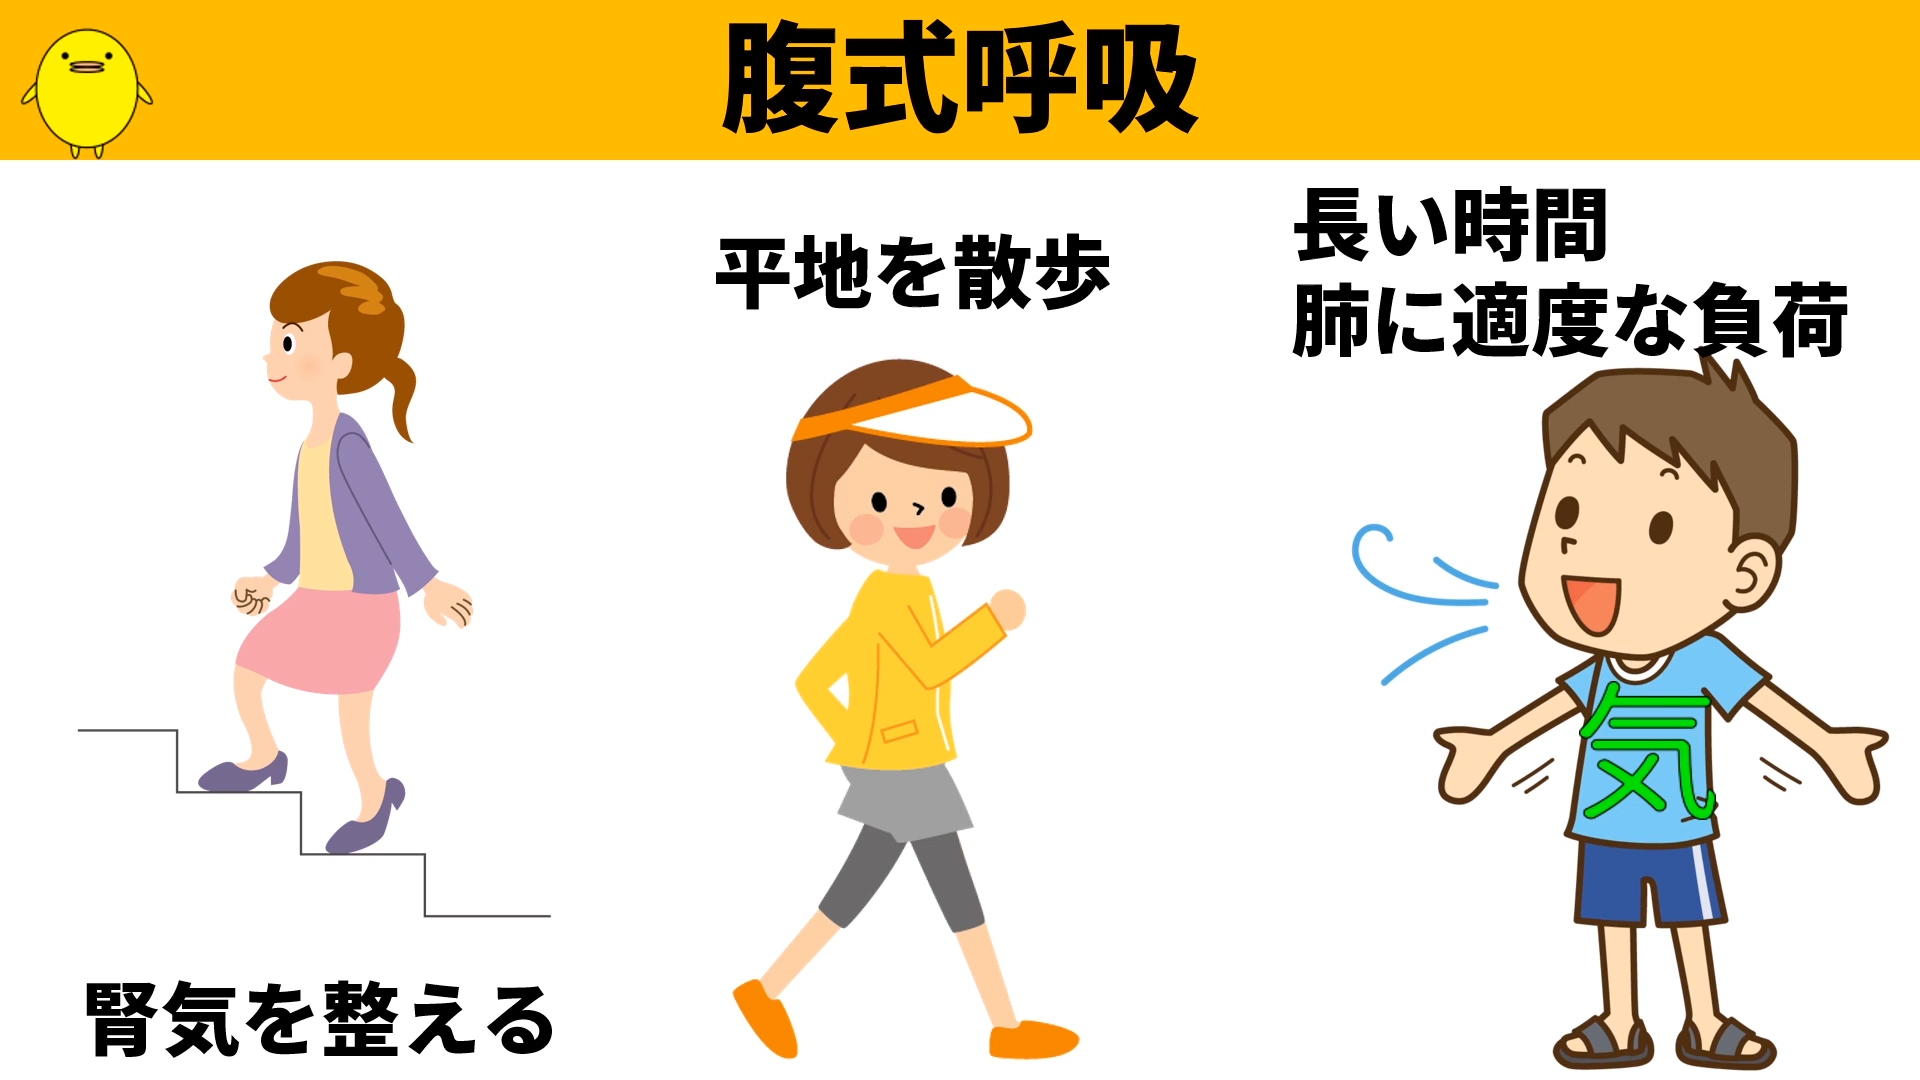 腹式呼吸
平地を散歩
長い時間
肺に適度な負荷
気
腎気を整える